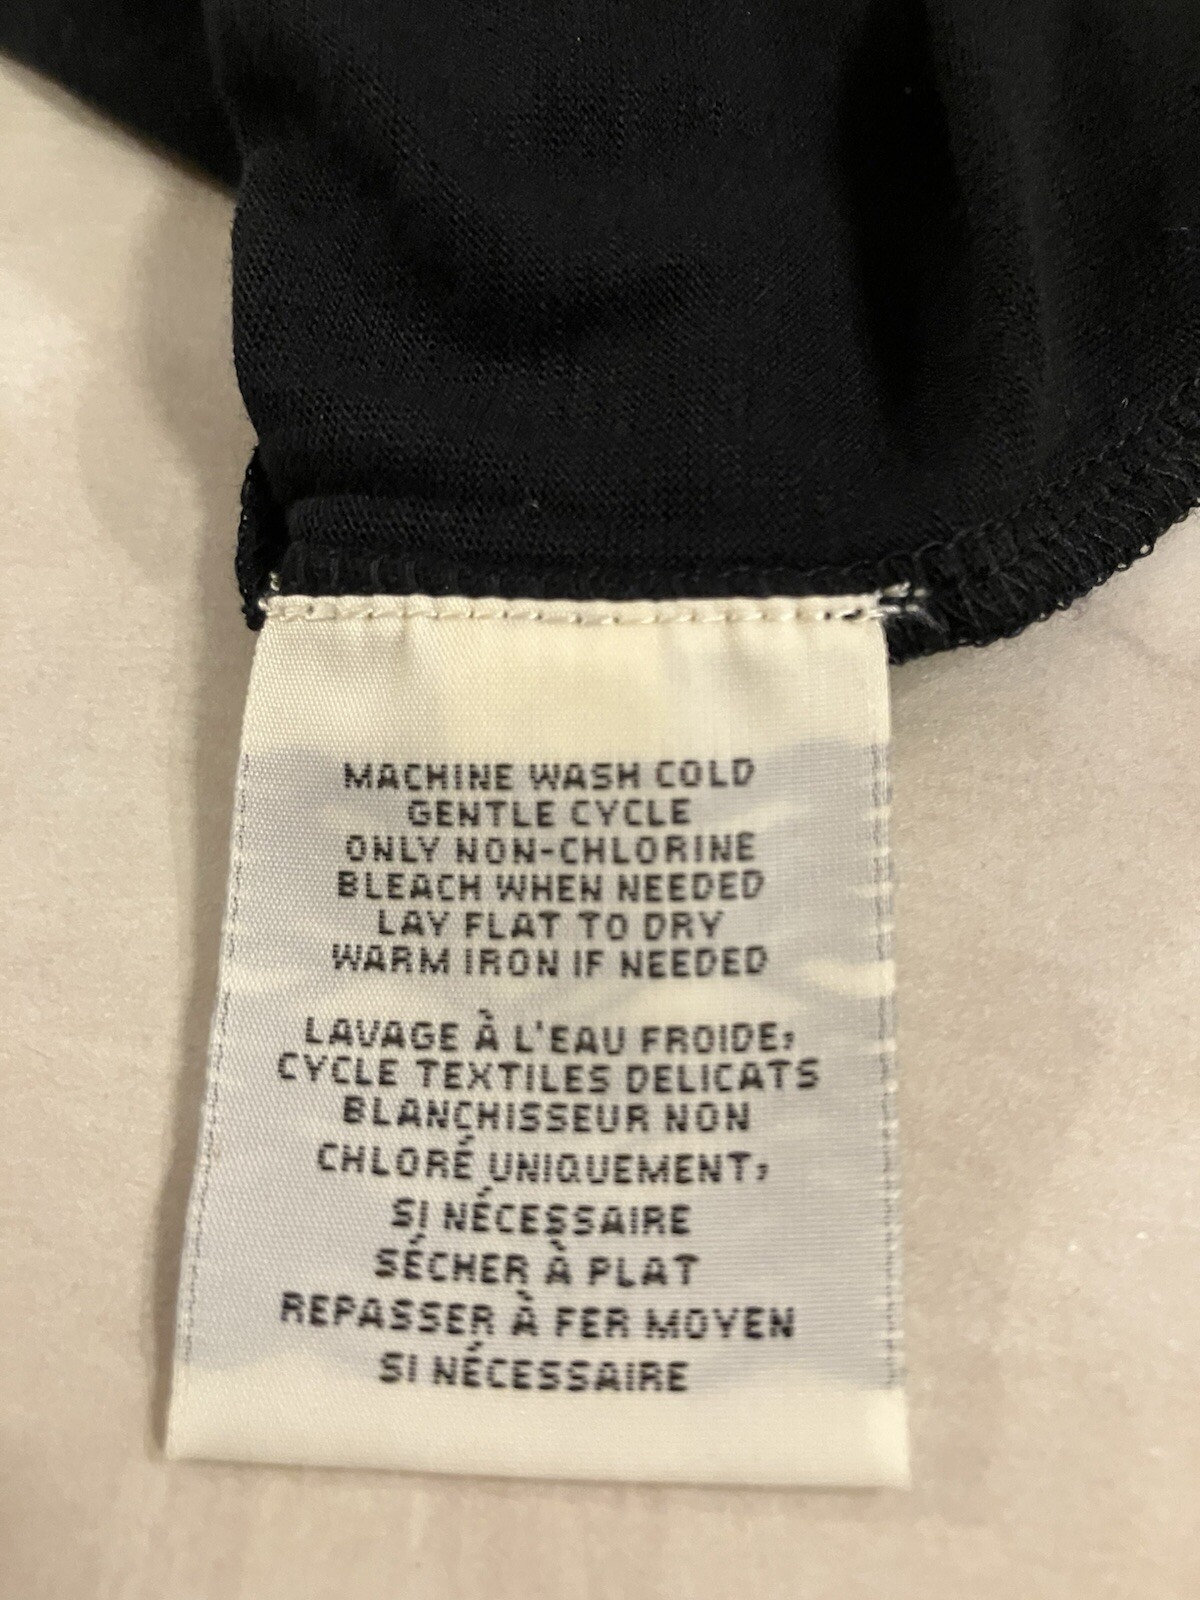 MACHINE WASH COLD
GENTLE CYCLE
ONLY NON-CHLORINE
BLEACH WHEN NEEDED
LAY FLAT TO DRY
WARM IRON IF NEEDED
LAVAGE À L'EAU FROIDE,
CYCLE TEXTILES DELICATS
BLANCHISSEUR NON
CHLORÉ UNIQUEMENT,
SI NÉCESSAIRE
SÉCHER À PLAT
REPASSER À FER MOYEN
SI NÉCESSAIRE